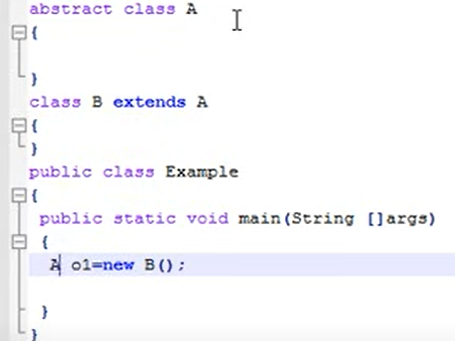 abstract class A
{
}
class B extends A
{
}
public class Example
{
public static void main(String []args)
{
A o1=new B();
}
}